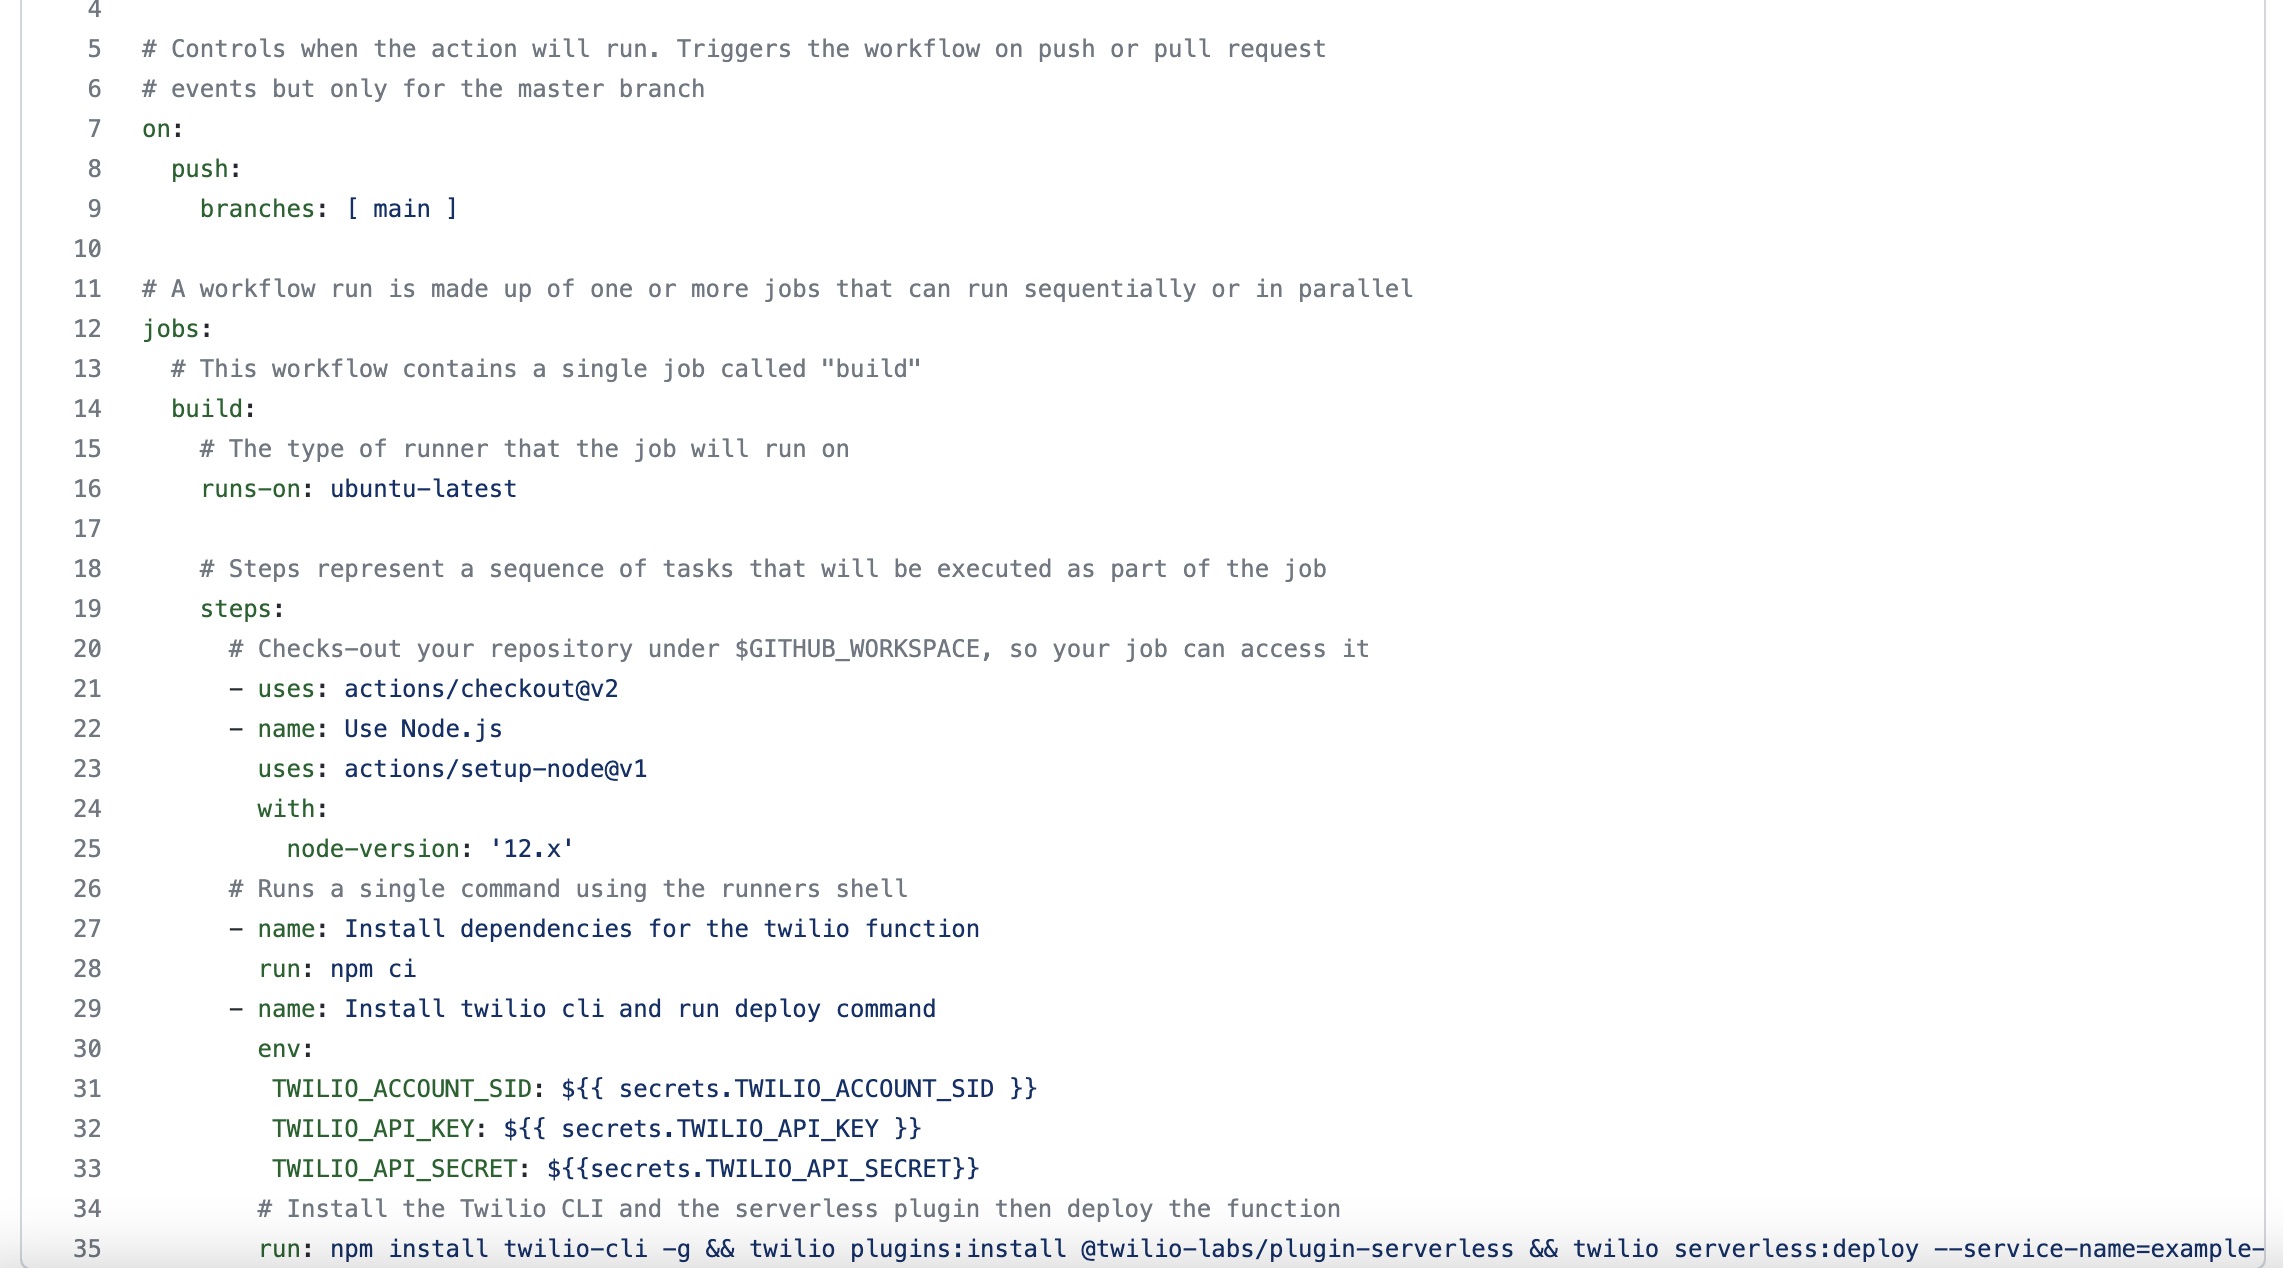 4
5 # Controls when the action will run. Triggers the workflow on push or pull request
6 # events but only for the master branch
7 on:
8   push:
9     branches: [ main ]
10
11 # A workflow run is made up of one or more jobs that can run sequentially or in parallel
12 jobs:
13   # This workflow contains a single job called "build"
14   build:
15     # The type of runner that the job will run on
16     runs-on: ubuntu-latest
17
18     # Steps represent a sequence of tasks that will be executed as part of the job
19     steps:
20       # Checks-out your repository under $GITHUB_WORKSPACE, so your job can access it
21       - uses: actions/checkout@v2
22       - name: Use Node.js
23         uses: actions/setup-node@v1
24         with:
25           node-version: '12.x'
26       # Runs a single command using the runners shell
27       - name: Install dependencies for the twilio function
28         run: npm ci
29       - name: Install twilio cli and run deploy command
30         env:
31          TWILIO_ACCOUNT_SID: ${{ secrets.TWILIO_ACCOUNT_SID }}
32          TWILIO_API_KEY: ${{ secrets.TWILIO_API_KEY }}
33          TWILIO_API_SECRET: ${{secrets.TWILIO_API_SECRET}}
34         # Install the Twilio CLI and the serverless plugin then deploy the function
35         run: npm install twilio-cli -g && twilio plugins:install @twilio-labs/plugin-serverless && twilio serverless:deploy --service-name=example-